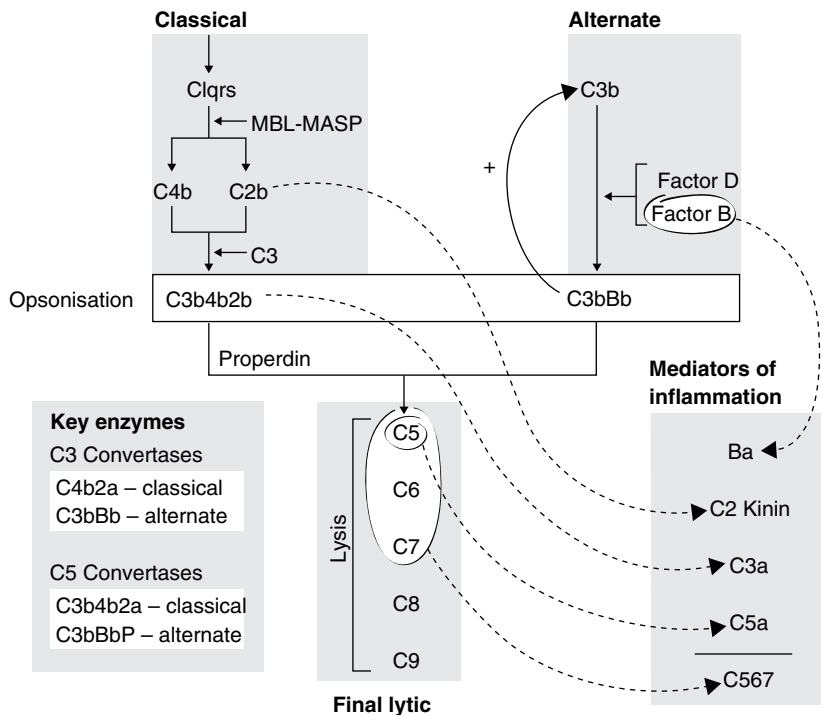 Classical
Alternate
Clqrs
C3b
MBL-MASP
+
Factor D
C4b
C2b
Factor B
C3
Opsonisation
C3b4b2b
C3bBb
Properdin
Mediators of
inflammation
Key enzymes
C3 Convertases
C4b2a – classical
C3bBb – alternate
C5 Convertases
C3b4b2a – classical
C3bBbP – alternate
Lysis
C5
C6
C7
C8
C9
Final lytic
Ba
C2 Kinin
C3a
C5a
C567